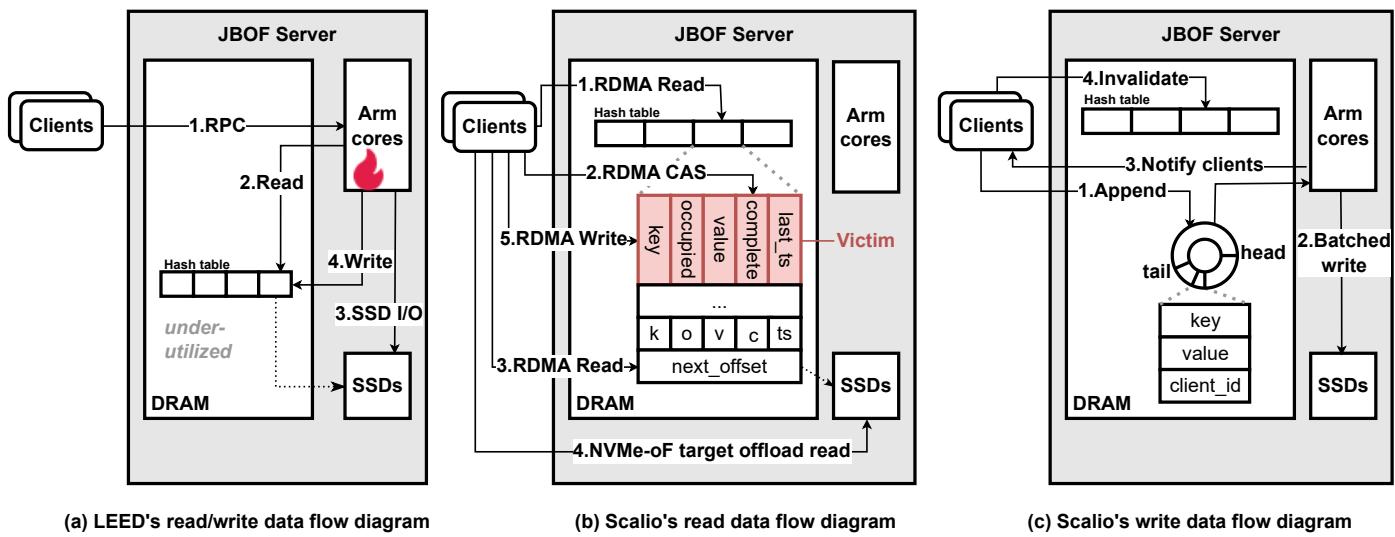 JBOF Server
Clients
1.RPC
Arm
cores
2.Read
4.Write
Hash table
3.SSD I/O
under-
utilized
SSDs
DRAM
(a) LEED's read/write data flow diagram
JBOF Server
Clients
1.RDMA Read
Hash table
Arm
cores
2.RDMA CAS
key
occupied
value
complete
last_ts
Victim
5.RDMA Write
...
k o v c ts
3.RDMA Read
next_offset
SSDs
DRAM
4.NVMe-oF target offload read
(b) Scalio's read data flow diagram
JBOF Server
Clients
4.Invalidate
Hash table
Arm
cores
3.Notify clients
1.Append
head
tail
2.Batched
write
key
value
client_id
SSDs
DRAM
(c) Scalio's write data flow diagram